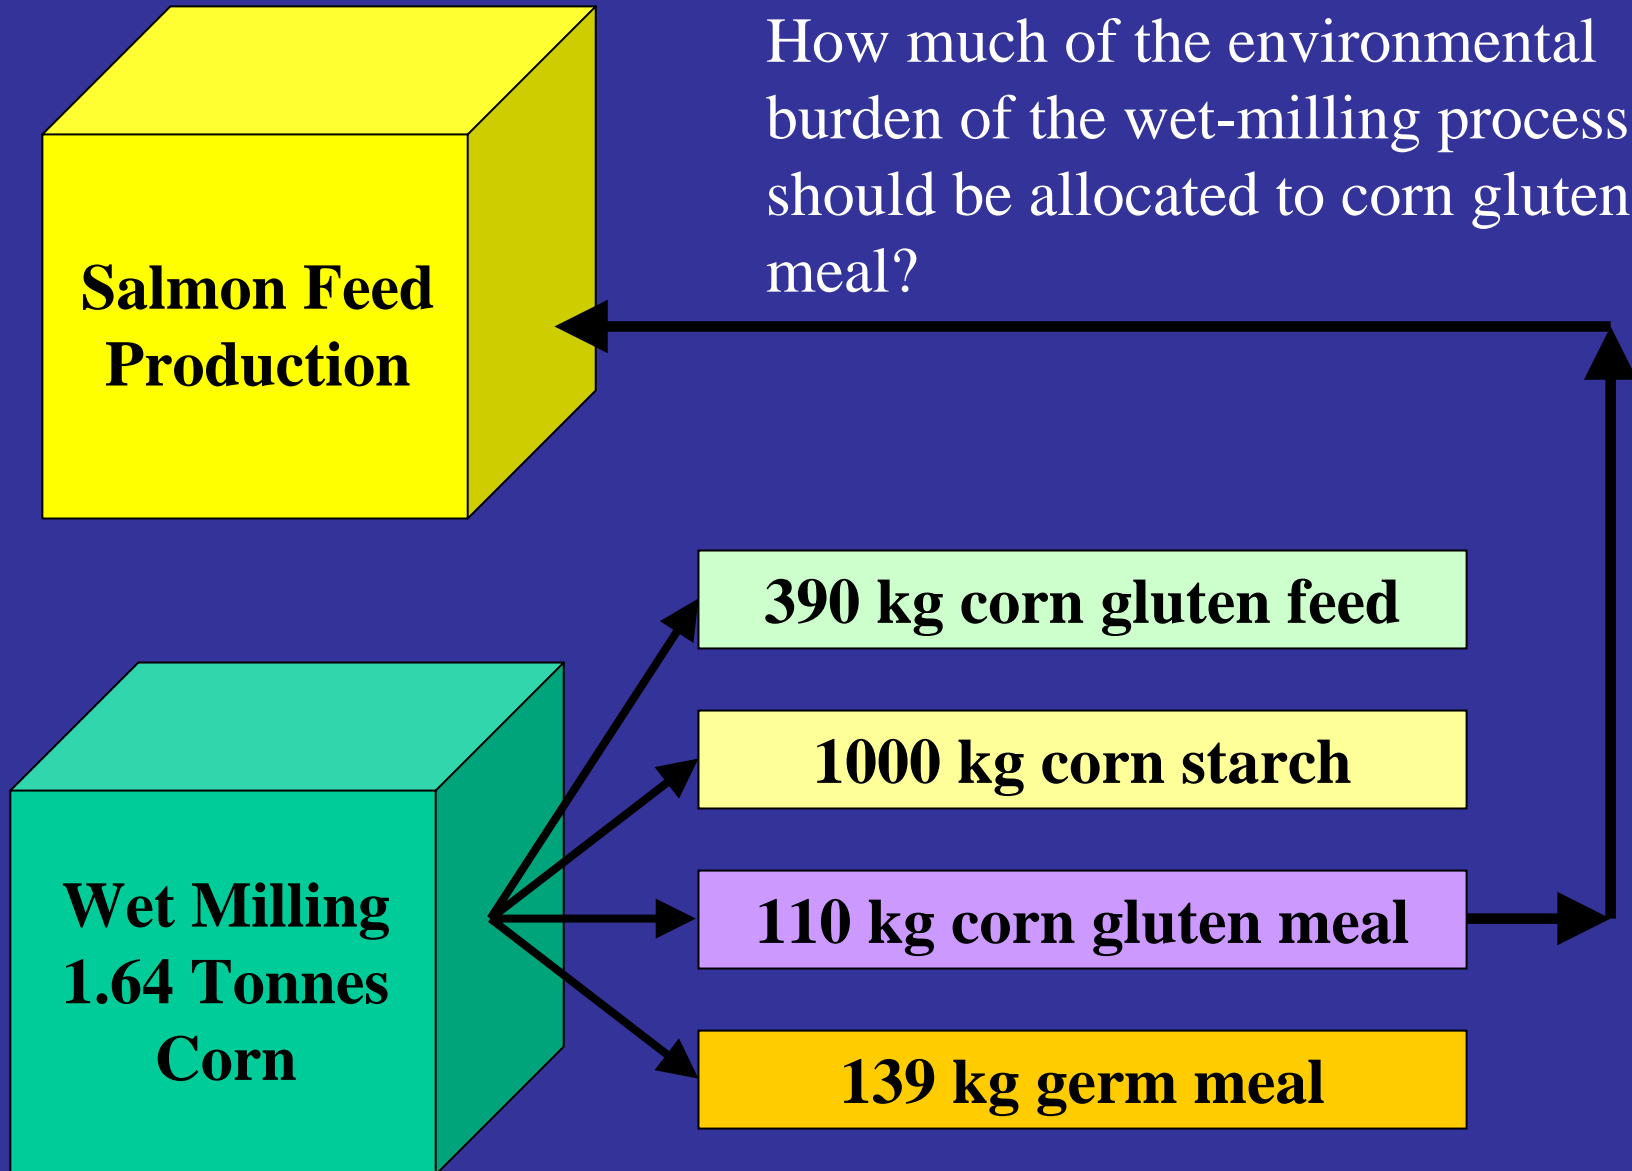 How much of the environmental
burden of the wet-milling process
should be allocated to corn gluten
meal?
Salmon Feed
Production
390 kg corn gluten feed
1000 kg corn starch
Wet Milling
1.64 Tonnes
Corn
110 kg corn gluten meal
139 kg germ meal